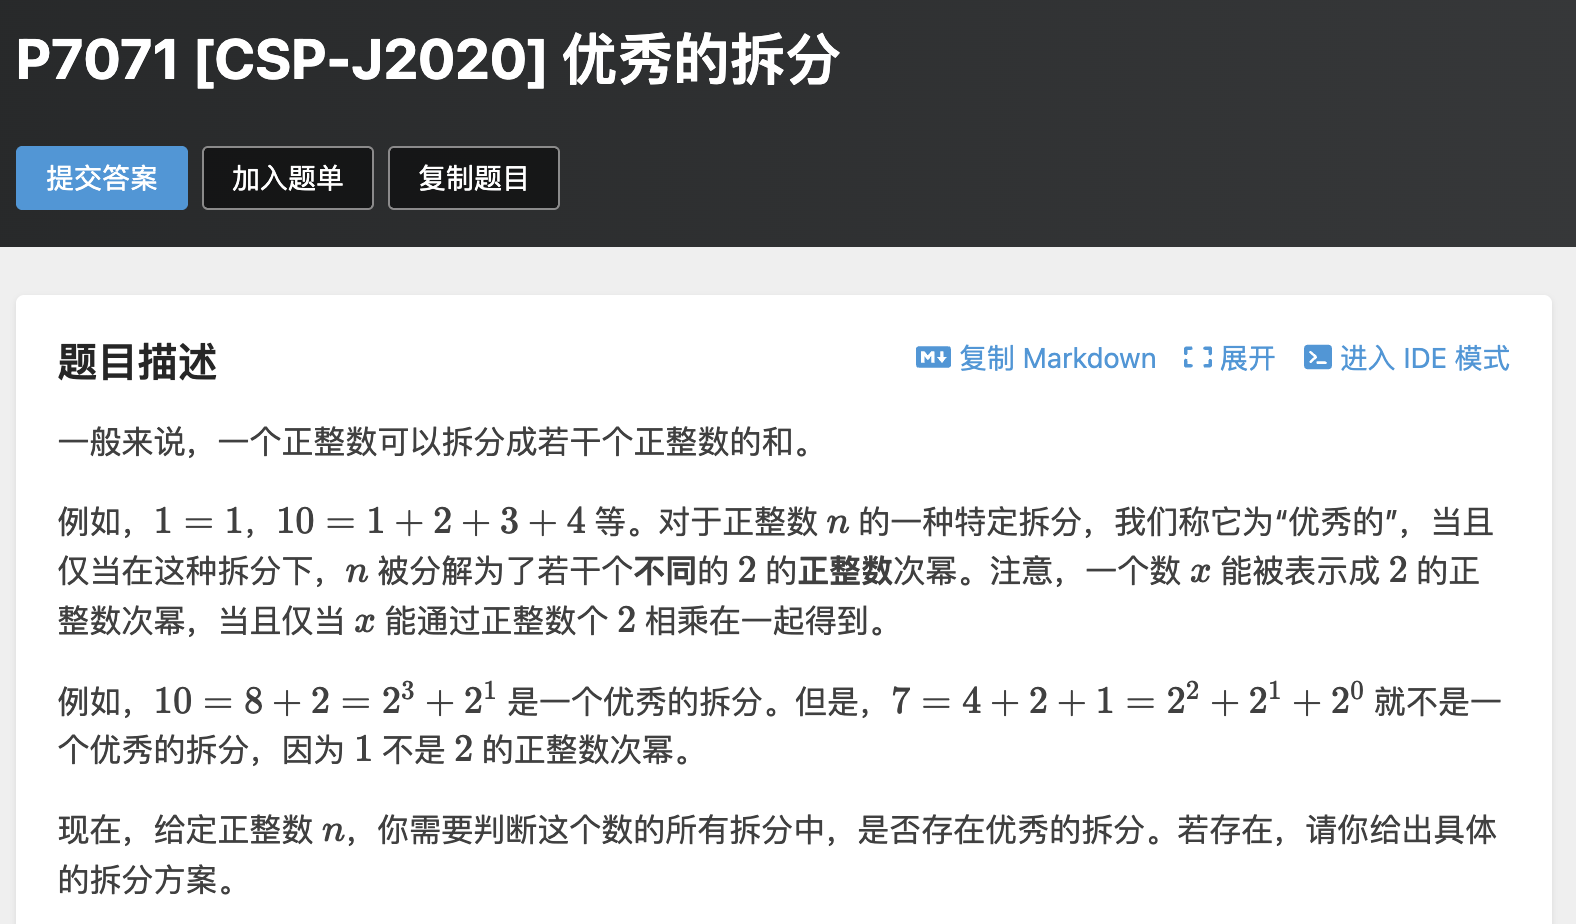 P7071 [CSP-J2020] 优秀的拆分
提交答案 加入题单 复制题目
题目描述 复制 Markdown 展开 进入 IDE 模式
一般来说，一个正整数可以拆分成若干个正整数的和。
例如，1 = 1，10 = 1 + 2 + 3 + 4 等。对于正整数 n 的一种特定拆分，我们称它为“优秀的”，当且
仅当在这种拆分下，n 被分解为了若干个不同的 2 的正整数次幂。注意，一个数 x 能被表示成 2 的正
整数次幂，当且仅当 x 能通过正整数个 2 相乘在一起得到。
例如，10 = 8 + 2 = 2³ + 2¹ 是一个优秀的拆分。但是，7 = 4 + 2 + 1 = 2² + 2¹ + 2⁰ 就不是一
个优秀的拆分，因为 1 不是 2 的正整数次幂。
现在，给定正整数 n，你需要判断这个数的所有拆分中，是否存在优秀的拆分。若存在，请你给出具体
的拆分方案。